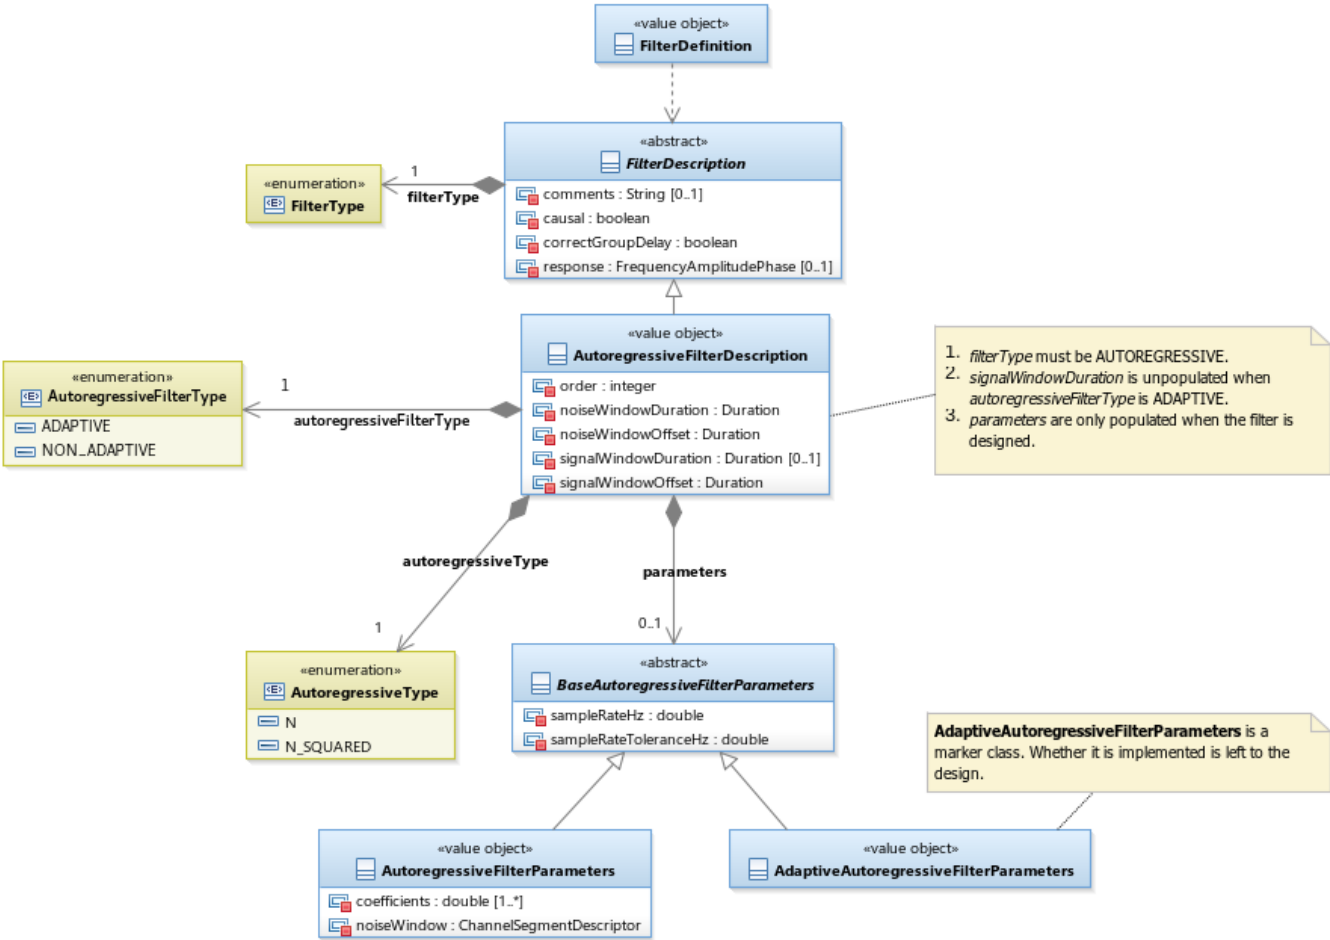 «value object»
FilterDefinition
«abstract»
FilterDescription
comments : String [0..1]
causal : boolean
correctGroupDelay : boolean
response : FrequencyAmplitudePhase [0..1]
«enumeration»
FilterType
1
filterType
«value object»
AutoregressiveFilterDescription
order : integer
noiseWindowDuration : Duration
noiseWindowOffset : Duration
signalWindowDuration : Duration [0..1]
signalWindowOffset : Duration
1. filterType must be AUTOREGRESSIVE.
2. signalWindowDuration is unpopulated when
autoregressiveFilterType is ADAPTIVE.
3. parameters are only populated when the filter is
designed.
«enumeration»
AutoregressiveFilterType
ADAPTIVE
NON_ADAPTIVE
1
autoregressiveFilterType
autoregressiveType
1
parameters
0..1
«enumeration»
AutoregressiveType
N
N_SQUARED
«abstract»
BaseAutoregressiveFilterParameters
sampleRateHz : double
sampleRateToleranceHz : double
AdaptiveAutoregressiveFilterParameters is a
marker class. Whether it is implemented is left to the
design.
«value object»
AutoregressiveFilterParameters
coefficients : double [1..*]
noiseWindow : ChannelSegmentDescriptor
«value object»
AdaptiveAutoregressiveFilterParameters